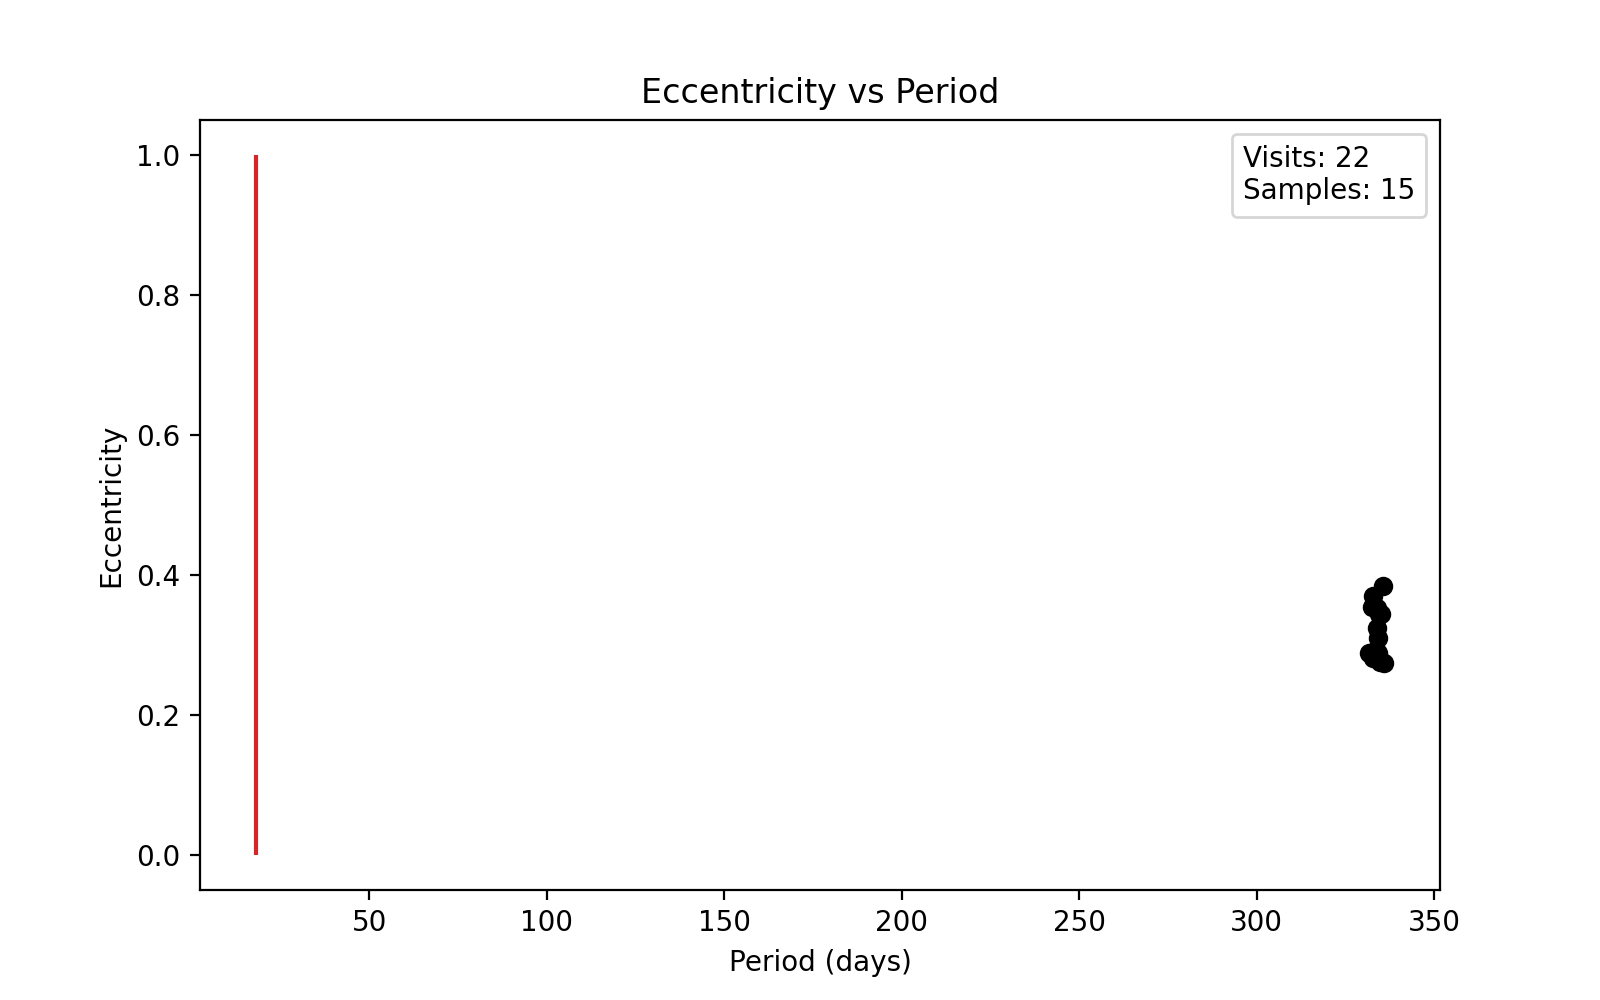 Eccentricity vs Period
Visits: 22
Samples: 15
1.0
0.8
0.6
0.4
0.2
0.0
Eccentricity
50 100 150 200 250 300 350
Period (days)